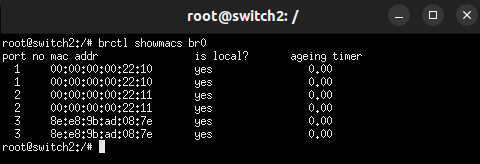 root@switch2: /
root@switch2:/# brctl showmacs br0
port no mac addr                is local?       ageing timer
  1     00:00:00:00:22:10       yes                0.00
  1     00:00:00:00:22:10       yes                0.00
  2     00:00:00:00:22:11       yes                0.00
  2     00:00:00:00:22:11       yes                0.00
  3     8e:e8:9b:ad:08:7e       yes                0.00
  3     8e:e8:9b:ad:08:7e       yes                0.00
root@switch2:/#